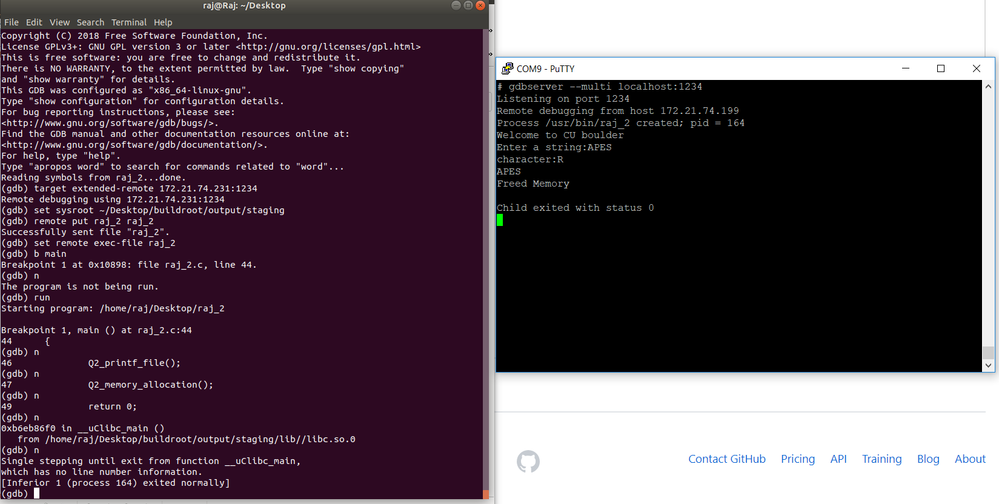 raj@Raj: ~/Desktop
File Edit View Search Terminal Help
Copyright (C) 2018 Free Software Foundation, Inc.
License GPLv3+: GNU GPL version 3 or later <http://gnu.org/licenses/gpl.html>
This is free software: you are free to change and redistribute it.
There is NO WARRANTY, to the extent permitted by law.  Type "show copying"
and "show warranty" for details.
This GDB was configured as "x86_64-linux-gnu".
Type "show configuration" for configuration details.
For bug reporting instructions, please see:
<http://www.gnu.org/software/gdb/bugs/>.
Find the GDB manual and other documentation resources online at:
<http://www.gnu.org/software/gdb/documentation/>.
For help, type "help".
Type "apropos word" to search for commands related to "word"...
Reading symbols from raj_2...done.
(gdb) target extended-remote 172.21.74.231:1234
Remote debugging using 172.21.74.231:1234
(gdb) set sysroot ~/Desktop/buildroot/output/staging
(gdb) remote put raj_2 raj_2
Successfully sent file "raj_2".
(gdb) set remote exec-file raj_2
(gdb) b main
Breakpoint 1 at 0x10898: file raj_2.c, line 44.
(gdb) n
The program is not being run.
(gdb) run
Starting program: /home/raj/Desktop/raj_2
Breakpoint 1, main () at raj_2.c:44
44      {
(gdb) n
46              Q2_printf_file();
(gdb) n
47              Q2_memory_allocation();
(gdb) n
49              return 0;
(gdb) n
0xb6eb86f0 in __uClibc_main ()
   from /home/raj/Desktop/buildroot/output/staging/lib//libc.so.0
(gdb) n
Single stepping until exit from function __uClibc_main,
which has no line number information.
[Inferior 1 (process 164) exited normally]
(gdb)
COM9 - PuTTY
# gdbserver --multi localhost:1234
Listening on port 1234
Remote debugging from host 172.21.74.199
Process /usr/bin/raj_2 created; pid = 164
Welcome to CU boulder
Enter a string:APES
character:R
APES
Freed Memory
Child exited with status 0
Contact GitHub Pricing API Training Blog About